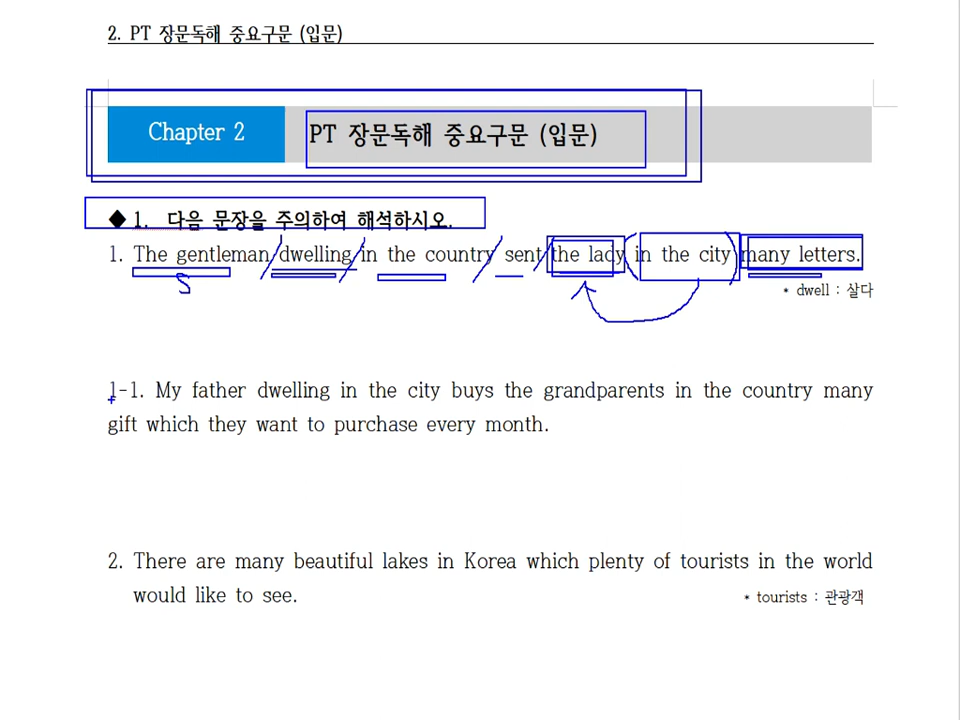 2. PT 장문독해 중요구문 (입문)
Chapter 2 PT 장문독해 중요구문 (입문)
◆ 1. 다음 문장을 주의하여 해석하시오.
1. The gentleman dwelling in the country sent the lady in the city many letters.
S
* dwell : 살다
1-1. My father dwelling in the city buys the grandparents in the country many
gift which they want to purchase every month.
2. There are many beautiful lakes in Korea which plenty of tourists in the world
would like to see.
* tourists : 관광객